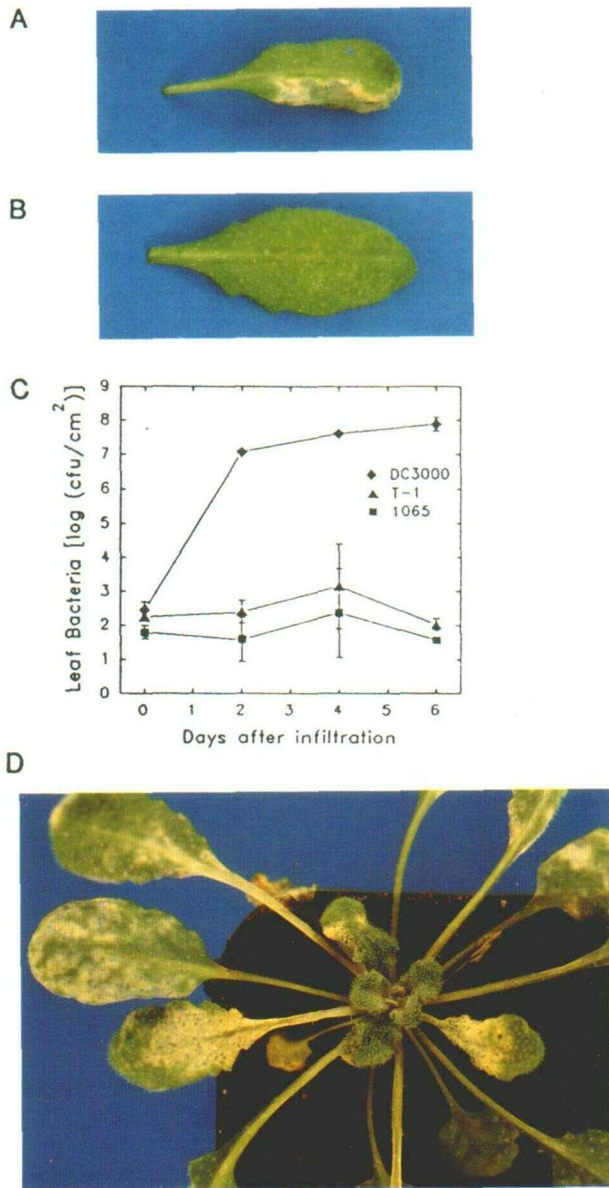 A
B
C
Leaf Bacteria [log (cfu/cm²)]
9
8
7
6
5
4
3
2
1
0
DC3000
T-1
1065
0 1 2 3 4 5 6
Days after infiltration
D